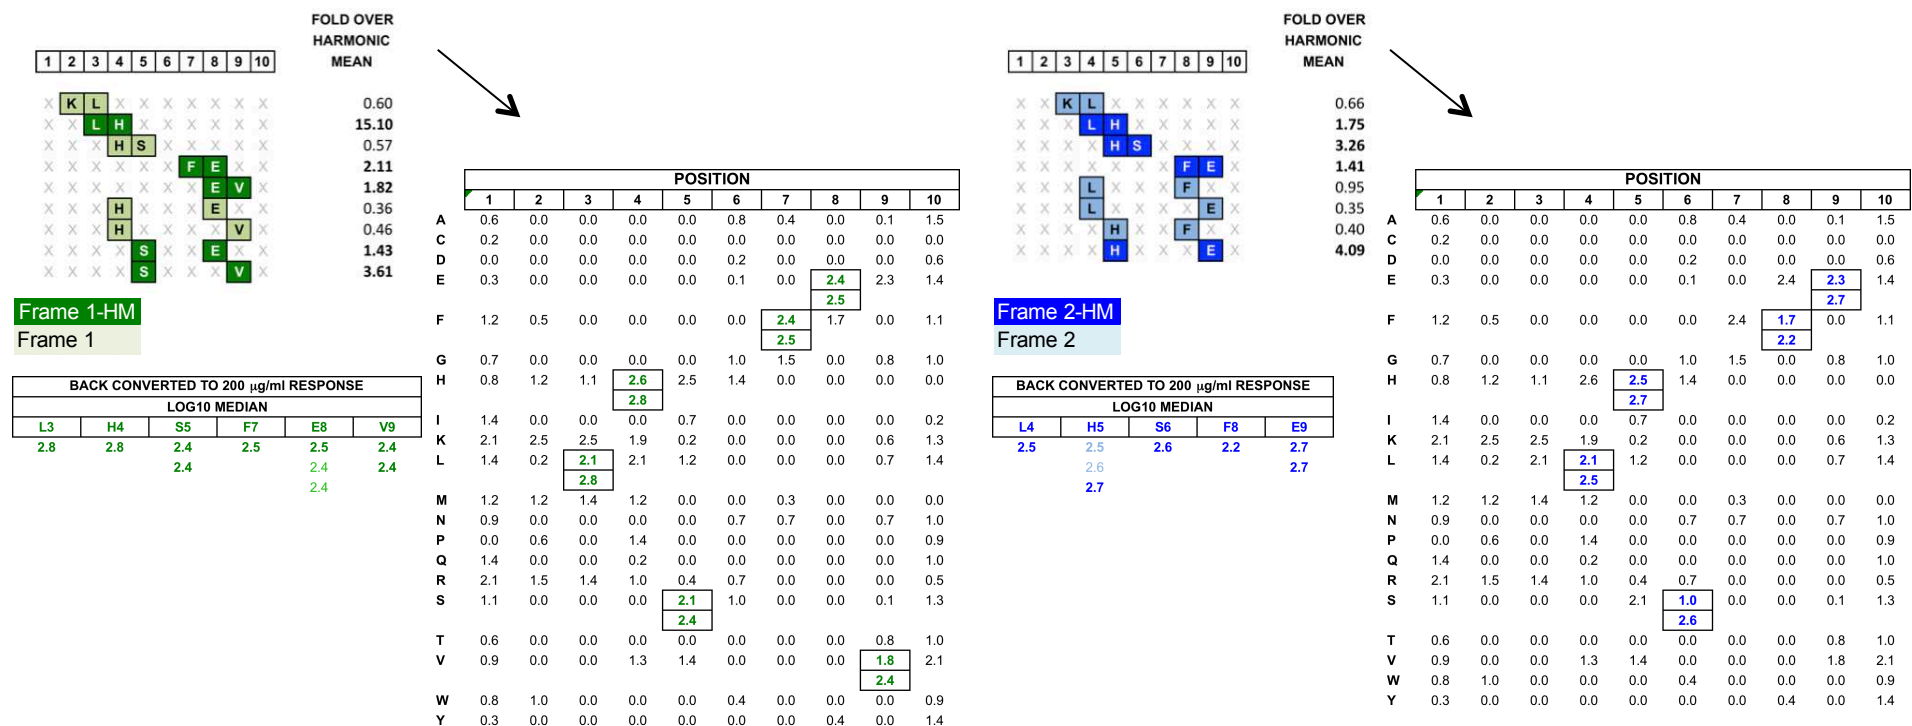 FOLD OVER
HARMONIC
MEAN
1 2 3 4 5 6 7 8 9 10
X K L X X X X X X X 0.60
X X L H X X X X X X 15.10
X X X H S X X X X X 0.57
X X X X X X F E X X 2.11
X X X X X X X E V X 1.82
X X X H X X X E X X 0.36
X X X H X X X X V X 0.46
X X X X S X X E X X 1.43
X X X X S X X X V X 3.61
Frame 1-HM
Frame 1
BACK CONVERTED TO 200 µg/ml RESPONSE
LOG10 MEDIAN
L3 H4 S5 F7 E8 V9
2.8 2.8 2.4 2.5 2.5 2.4
2.4 2.4 2.4
2.4
POSITION
1 2 3 4 5 6 7 8 9 10
A 0.6 0.0 0.0 0.0 0.0 0.8 0.4 0.0 0.1 1.5
C 0.2 0.0 0.0 0.0 0.0 0.0 0.0 0.0 0.0 0.0
D 0.0 0.0 0.0 0.0 0.0 0.2 0.0 0.0 0.0 0.6
E 0.3 0.0 0.0 0.0 0.0 0.1 0.0 2.4 2.3 1.4
2.5
F 1.2 0.5 0.0 0.0 0.0 0.0 2.4 1.7 0.0 1.1
2.5
G 0.7 0.0 0.0 0.0 0.0 1.0 1.5 0.0 0.8 1.0
H 0.8 1.2 1.1 2.6 2.5 1.4 0.0 0.0 0.0 0.0
2.8
I 1.4 0.0 0.0 0.0 0.7 0.0 0.0 0.0 0.0 0.2
K 2.1 2.5 2.5 1.9 0.2 0.0 0.0 0.0 0.6 1.3
L 1.4 0.2 2.1 2.1 1.2 0.0 0.0 0.0 0.7 1.4
2.8
M 1.2 1.2 1.4 1.2 0.0 0.0 0.3 0.0 0.0 0.0
N 0.9 0.0 0.0 0.0 0.0 0.7 0.7 0.0 0.7 1.0
P 0.0 0.6 0.0 1.4 0.0 0.0 0.0 0.0 0.0 0.9
Q 1.4 0.0 0.0 0.2 0.0 0.0 0.0 0.0 0.0 1.0
R 2.1 1.5 1.4 1.0 0.4 0.7 0.0 0.0 0.0 0.5
S 1.1 0.0 0.0 0.0 2.1 1.0 0.0 0.0 0.1 1.3
2.4
T 0.6 0.0 0.0 0.0 0.0 0.0 0.0 0.0 0.8 1.0
V 0.9 0.0 0.0 1.3 1.4 0.0 0.0 0.0 1.8 2.1
2.4
W 0.8 1.0 0.0 0.0 0.0 0.4 0.0 0.0 0.0 0.9
Y 0.3 0.0 0.0 0.0 0.0 0.0 0.0 0.4 0.0 1.4
FOLD OVER
HARMONIC
MEAN
1 2 3 4 5 6 7 8 9 10
X X K L X X X X X X 0.66
X X X L H X X X X X 1.75
X X X X H S X X X X 3.26
X X X X X X X F E X 1.41
X X X L X X X F X X 0.95
X X X L X X X X E X 0.35
X X X X H X X F X X 0.40
X X X X H X X X E X 4.09
Frame 2-HM
Frame 2
BACK CONVERTED TO 200 µg/ml RESPONSE
LOG10 MEDIAN
L4 H5 S6 F8 E9
2.5 2.5 2.6 2.2 2.7
2.6 2.7
2.7
POSITION
1 2 3 4 5 6 7 8 9 10
A 0.6 0.0 0.0 0.0 0.0 0.8 0.4 0.0 0.1 1.5
C 0.2 0.0 0.0 0.0 0.0 0.0 0.0 0.0 0.0 0.0
D 0.0 0.0 0.0 0.0 0.0 0.2 0.0 0.0 0.0 0.6
E 0.3 0.0 0.0 0.0 0.0 0.1 0.0 2.4 2.3 1.4
2.7
F 1.2 0.5 0.0 0.0 0.0 0.0 2.4 1.7 0.0 1.1
2.2
G 0.7 0.0 0.0 0.0 0.0 1.0 1.5 0.0 0.8 1.0
H 0.8 1.2 1.1 2.6 2.5 1.4 0.0 0.0 0.0 0.0
2.7
I 1.4 0.0 0.0 0.0 0.7 0.0 0.0 0.0 0.0 0.2
K 2.1 2.5 2.5 1.9 0.2 0.0 0.0 0.0 0.6 1.3
L 1.4 0.2 2.1 2.1 1.2 0.0 0.0 0.0 0.7 1.4
2.5
M 1.2 1.2 1.4 1.2 0.0 0.0 0.3 0.0 0.0 0.0
N 0.9 0.0 0.0 0.0 0.0 0.7 0.7 0.0 0.7 1.0
P 0.0 0.6 0.0 1.4 0.0 0.0 0.0 0.0 0.0 0.9
Q 1.4 0.0 0.0 0.2 0.0 0.0 0.0 0.0 0.0 1.0
R 2.1 1.5 1.4 1.0 0.4 0.7 0.0 0.0 0.0 0.5
S 1.1 0.0 0.0 0.0 2.1 1.0 0.0 0.0 0.1 1.3
2.6
T 0.6 0.0 0.0 0.0 0.0 0.0 0.0 0.0 0.8 1.0
V 0.9 0.0 0.0 1.3 1.4 0.0 0.0 0.0 1.8 2.1
W 0.8 1.0 0.0 0.0 0.0 0.4 0.0 0.0 0.0 0.9
Y 0.3 0.0 0.0 0.0 0.0 0.0 0.0 0.4 0.0 1.4